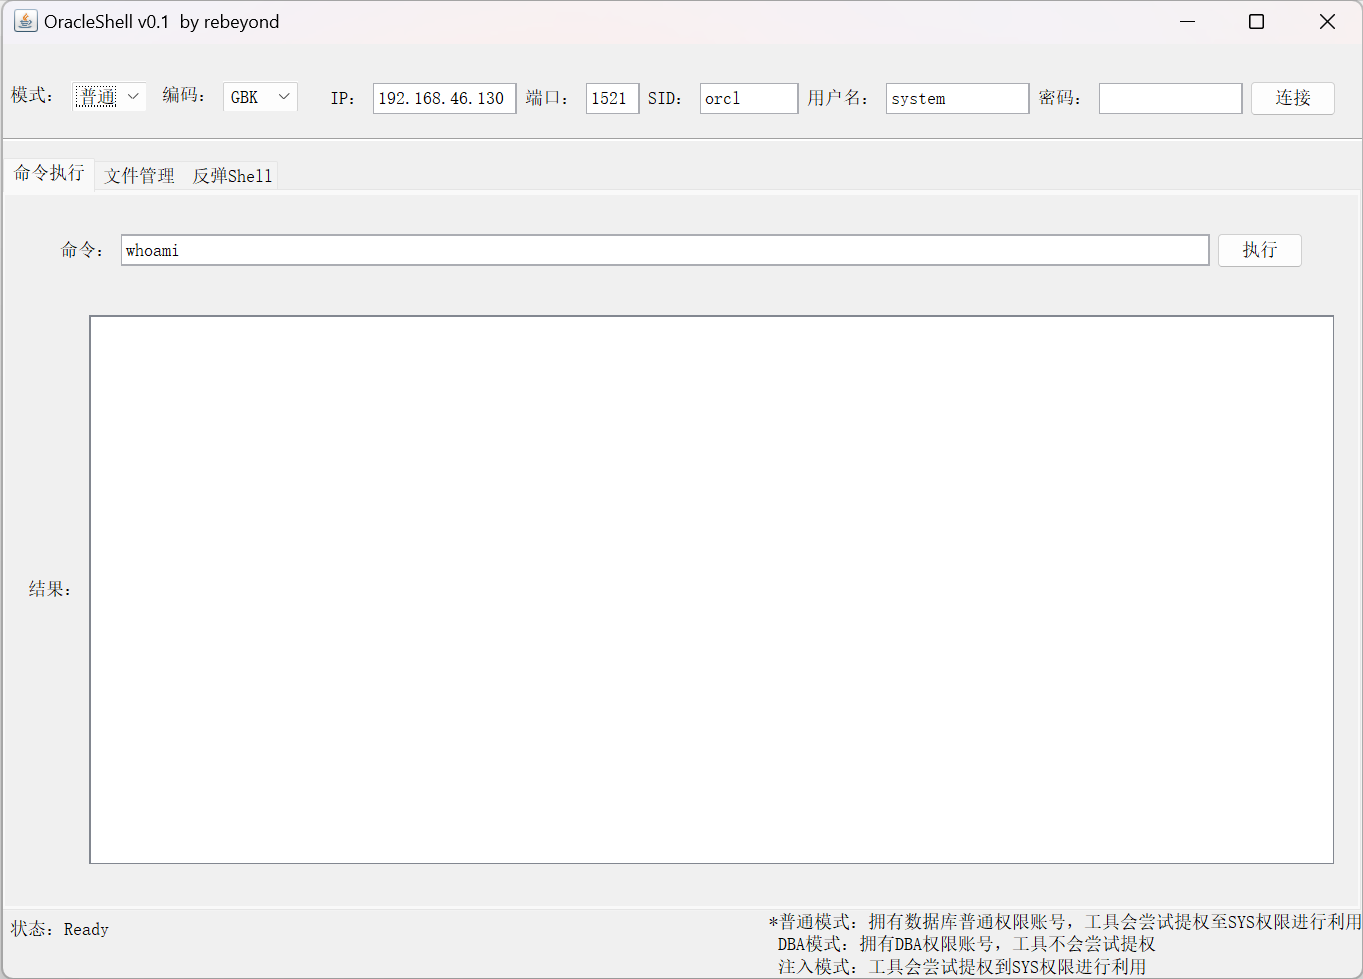 OracleShell v0.1  by rebeyond
模式： 普通 编码： GBK IP： 192.168.46.130 端口： 1521 SID： orcl 用户名： system 密码： 连接
命令执行 文件管理 反弹Shell
命令： whoami 执行
结果：
状态：Ready
*普通模式：拥有数据库普通权限账号，工具会尝试提权至SYS权限进行利用
DBA模式：拥有DBA权限账号，工具不会尝试提权
注入模式：工具会尝试提权到SYS权限进行利用